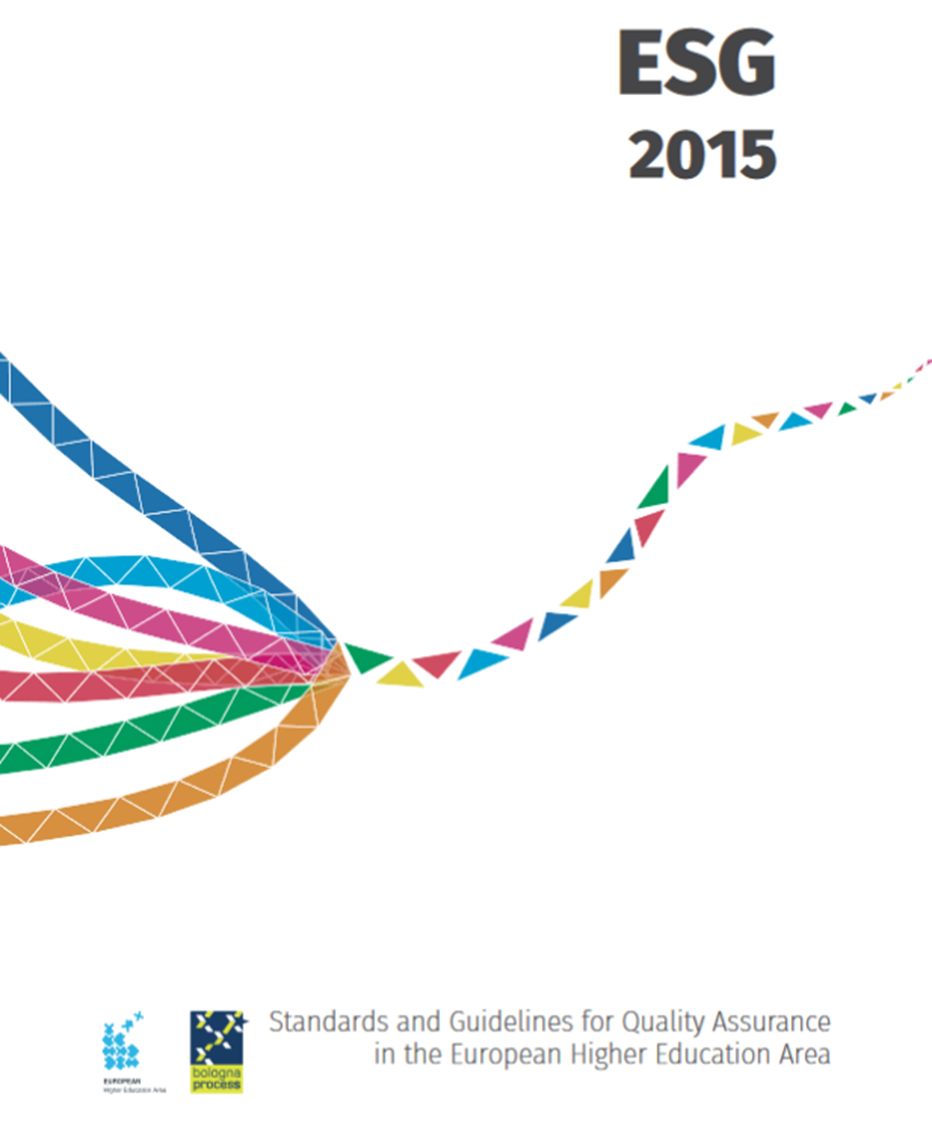 ESG
2015
Standards and Guidelines for Quality Assurance
in the European Higher Education Area
EUROPEAN
Higher Education Area
bologna
process